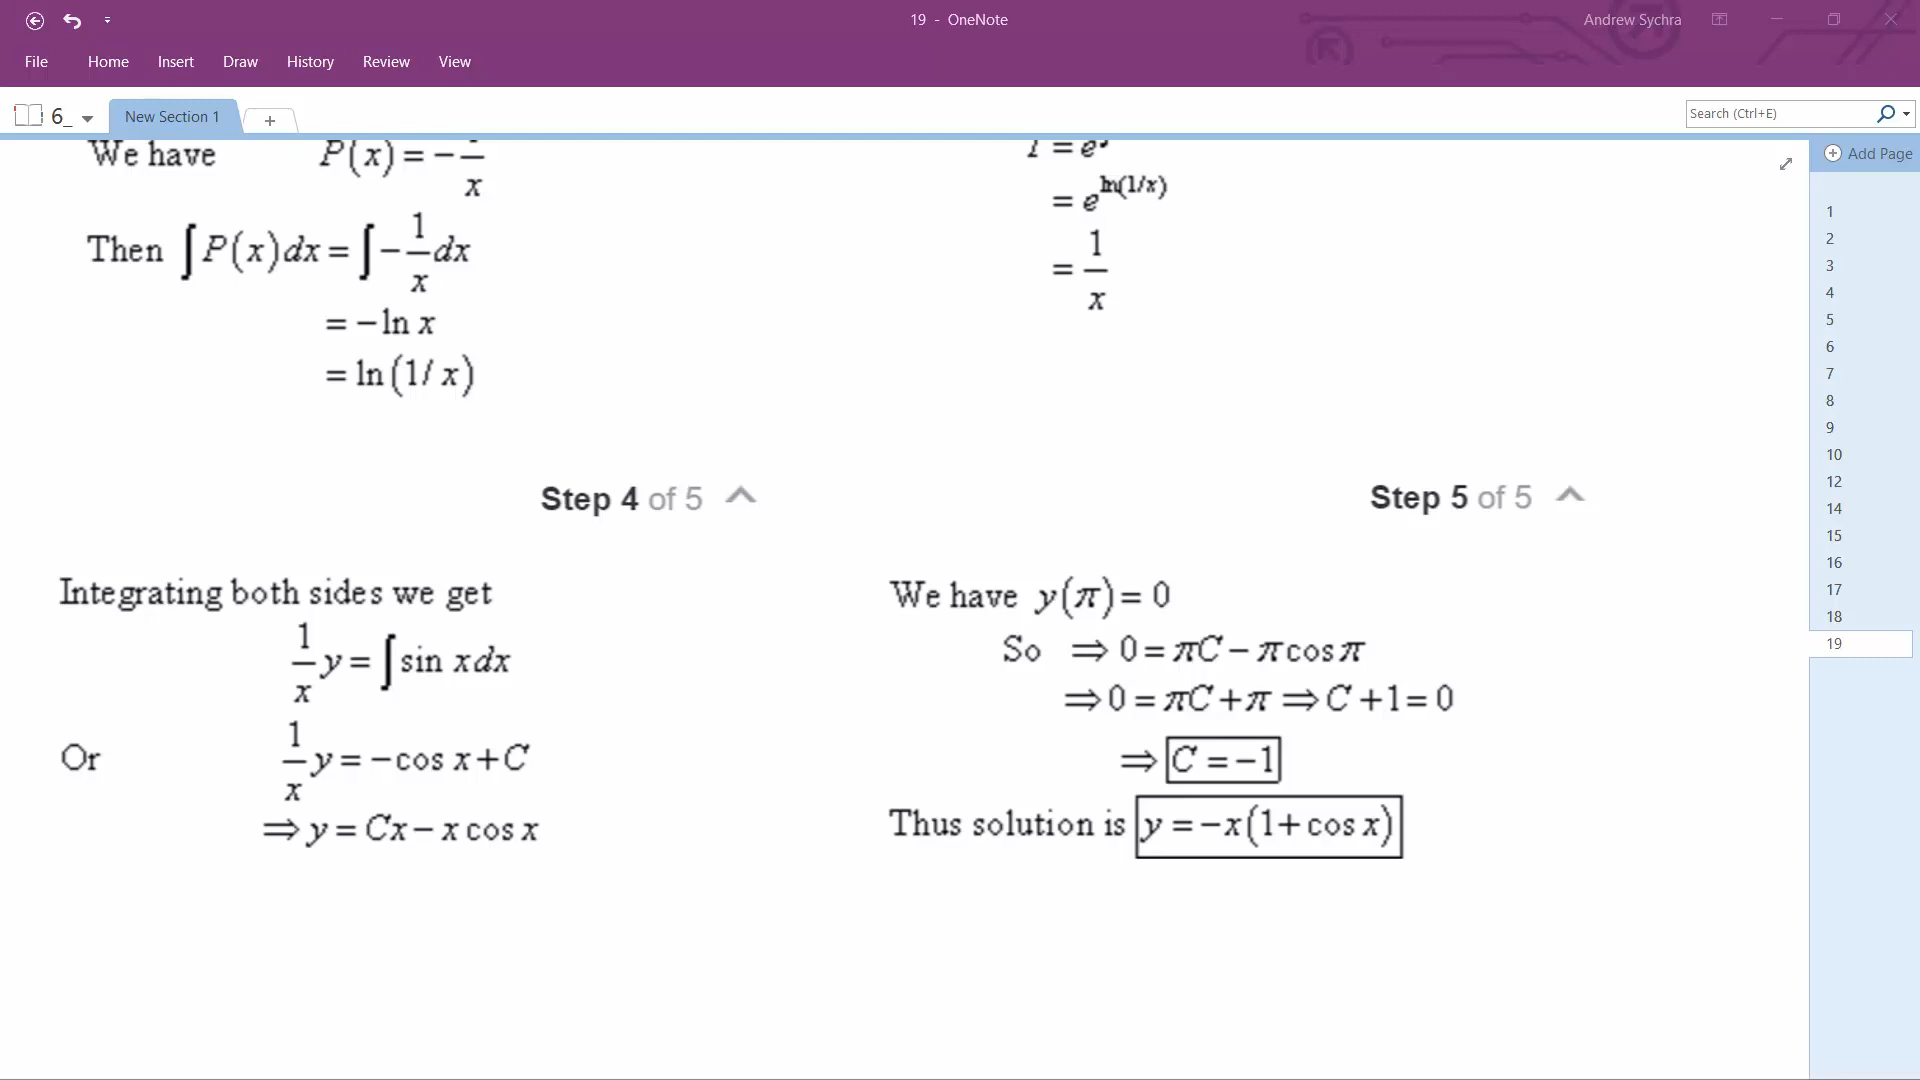 19 - OneNote
Andrew Sychra
File Home Insert Draw History Review View
6_ New Section 1 +
Search (Ctrl+E)
Add Page
We have P(x) = -1/x
Then ∫P(x)dx = ∫-1/x dx
= -ln x
= ln(1/x)
= e^ln(1/x)
= 1/x
Step 4 of 5
Integrating both sides we get
1/x y = ∫sin xdx
Or 1/x y = -cos x + C
⇒ y = Cx - x cos x
Step 5 of 5
We have y(π) = 0
So ⇒ 0 = πC - π cos π
⇒ 0 = πC + π ⇒ C + 1 = 0
⇒ C = -1
Thus solution is y = -x(1 + cos x)
1
2
3
4
5
6
7
8
9
10
12
14
15
16
17
18
19